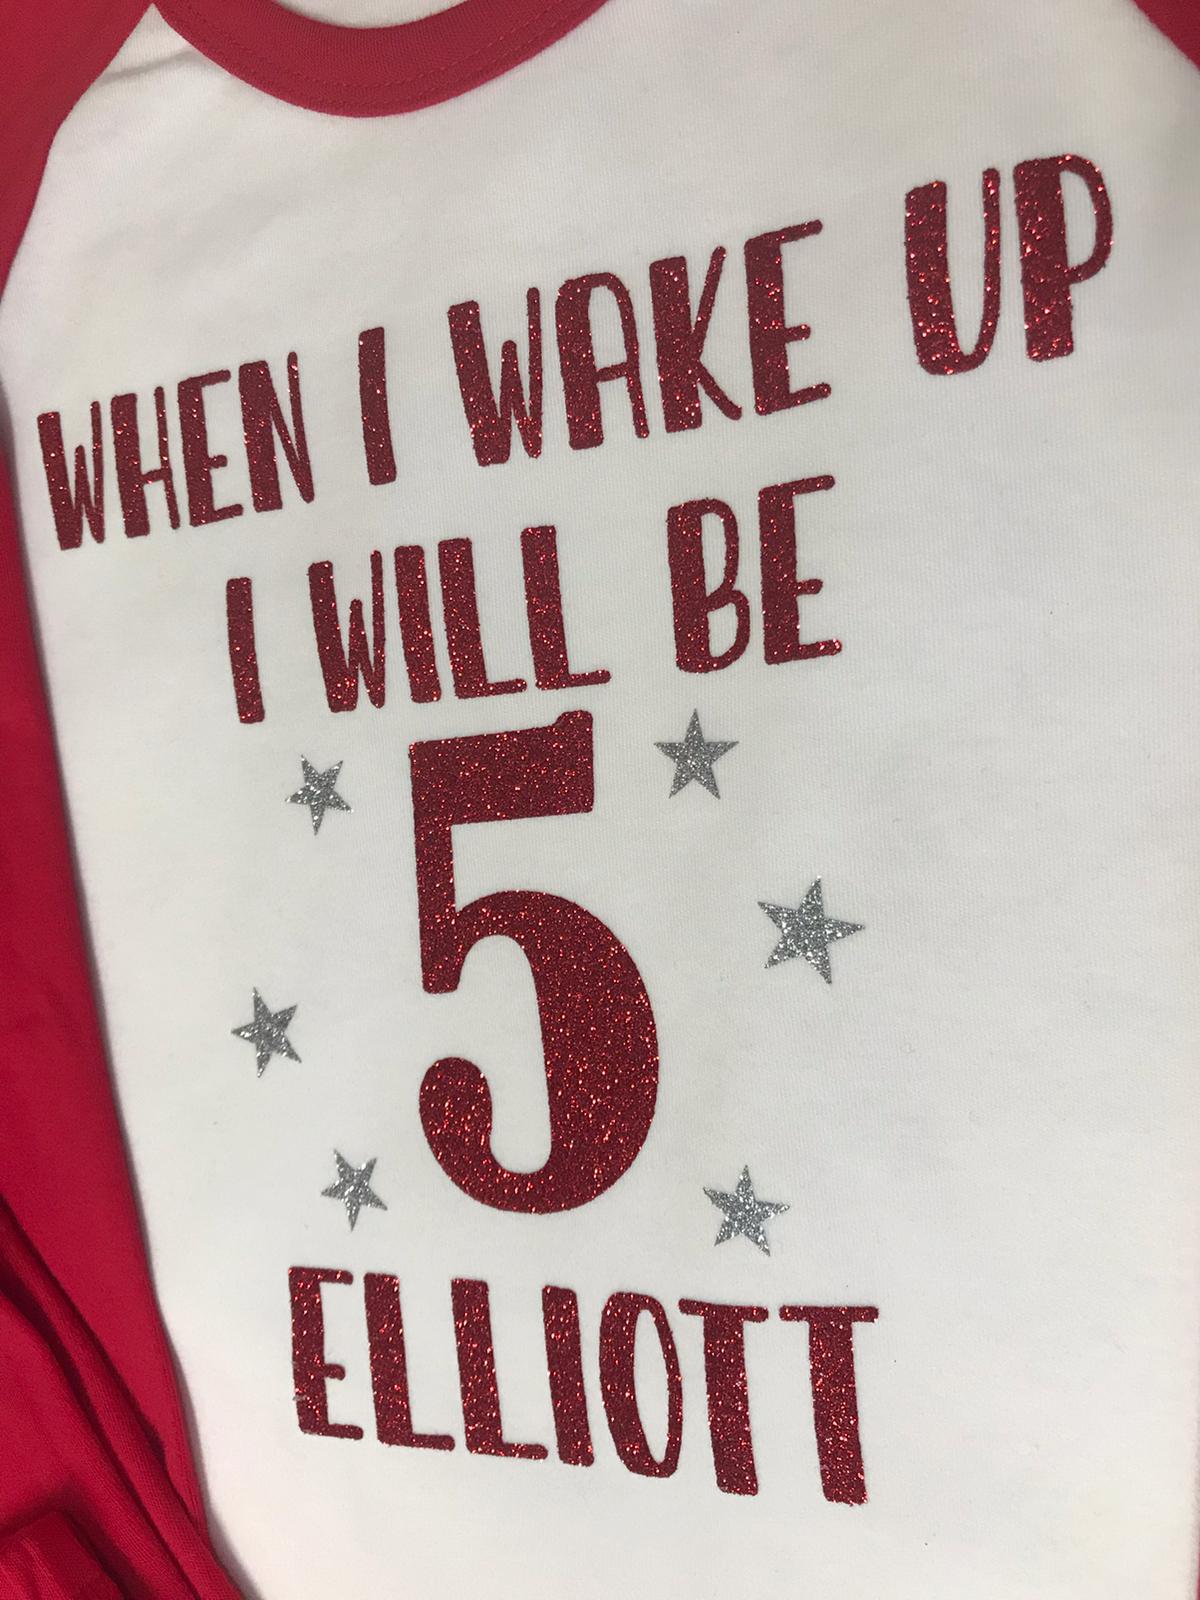 WHEN I WAKE UP
I WILL BE
5
ELLIOTT